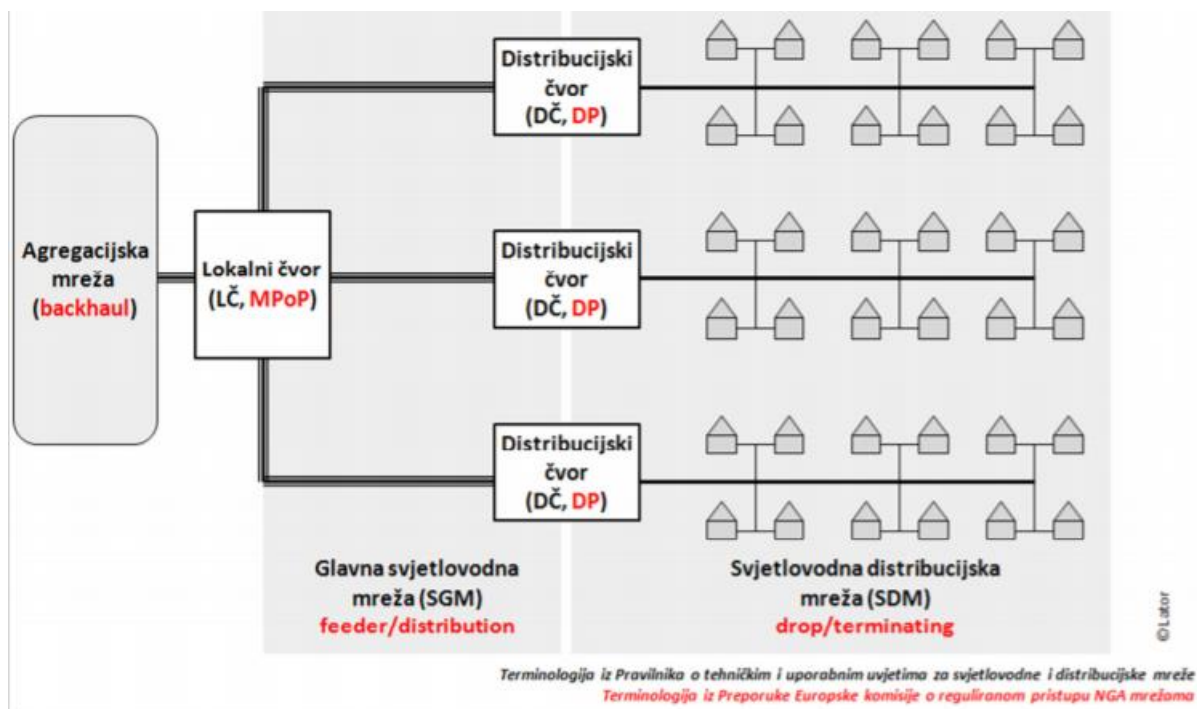 Agregacijska
mreža
(backhaul)
Lokalni čvor
(LČ, MPoP)
Distribucijski
čvor
(DČ, DP)
Distribucijski
čvor
(DČ, DP)
Distribucijski
čvor
(DČ, DP)
Glavna svjetlovodna
mreža (SGM)
feeder/distribution
Svjetlovodna distribucijska
mreža (SDM)
drop/terminating
©Lator
Terminologija iz Pravilnika o tehničkim i uporabnim uvjetima za svjetlovodne i distribucijske mreže
Terminologija iz Preporuke Europske komisije o reguliranom pristupu NGA mrežama